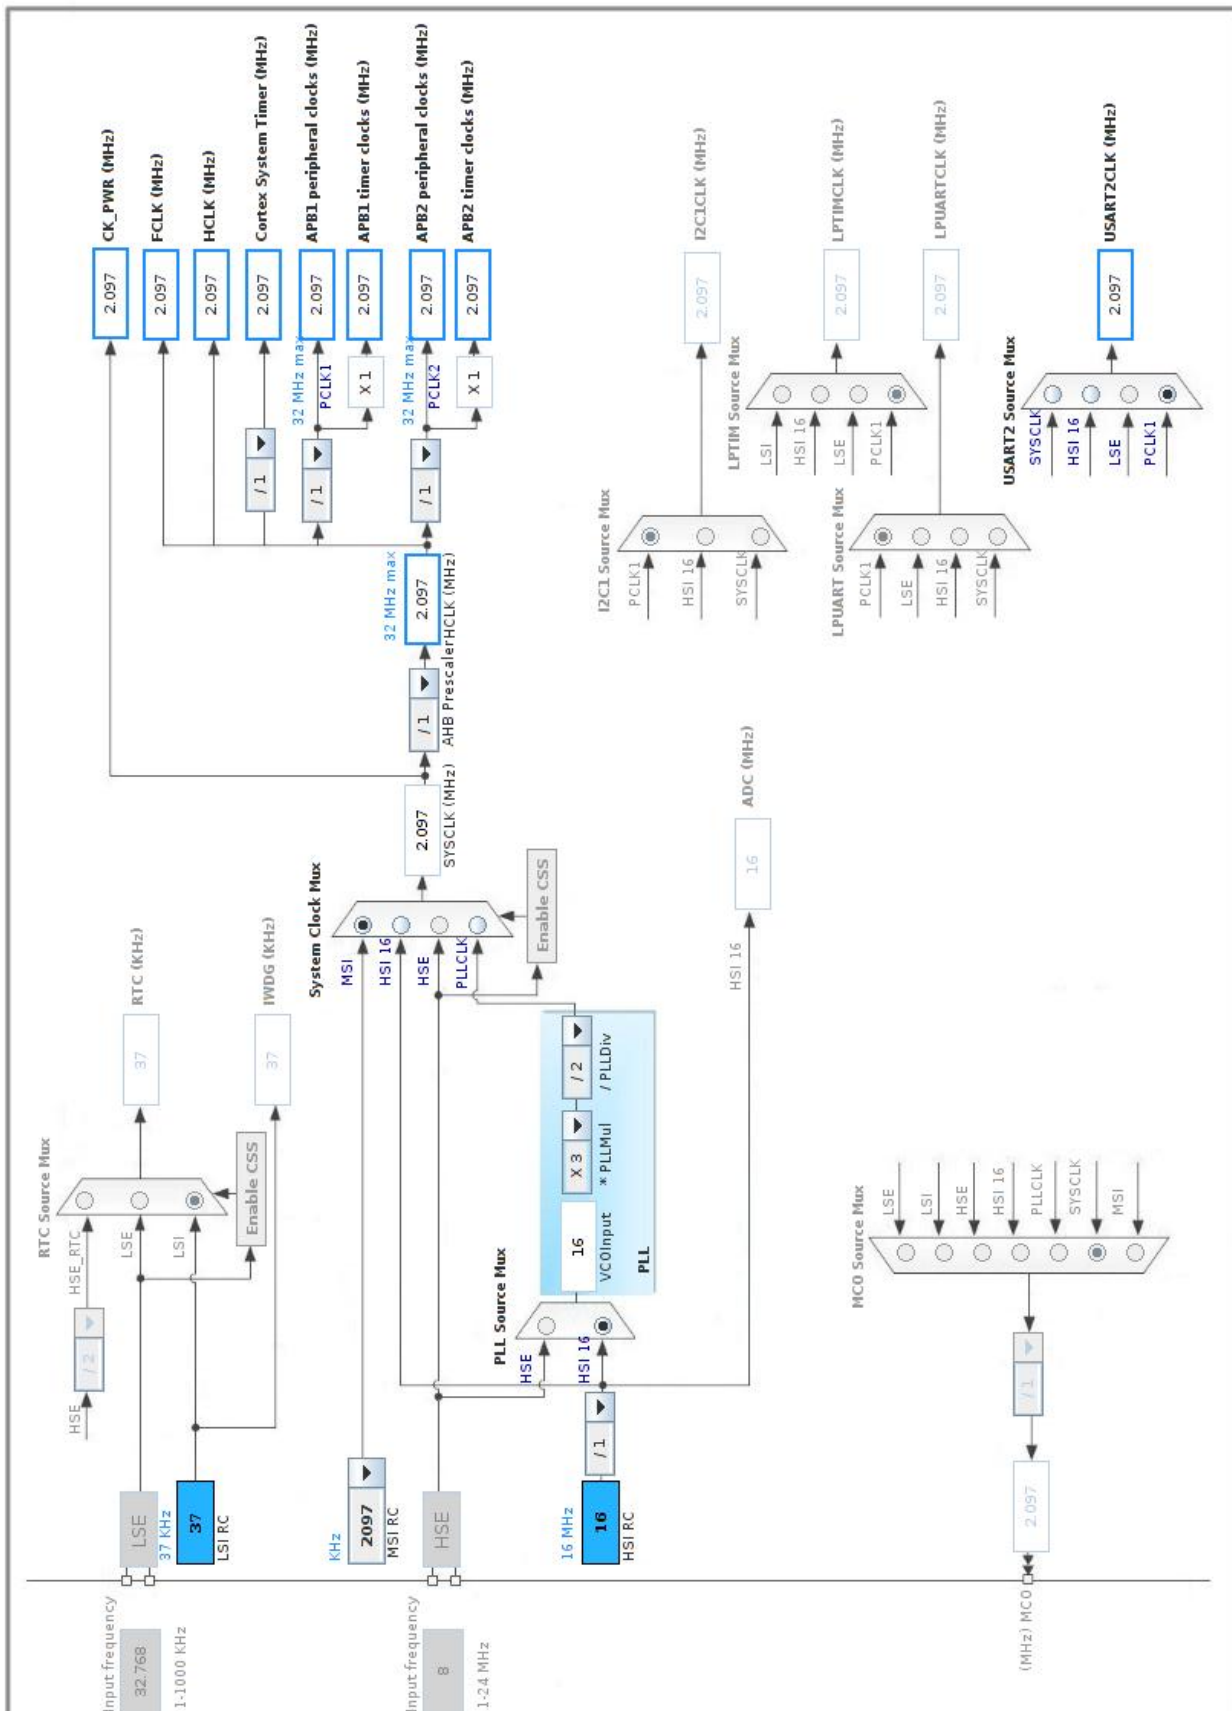 Input frequency
32.768
1-1000 KHz
LSE
37 KHz
37
LSI RC
HSE
/ 2
HSE_RTC
RTC Source Mux
LSE
LSI
Enable CSS
37
RTC (KHz)
37
IWDG (KHz)
KHz
2097
MSI RC
Input frequency
8
1-24 MHz
HSE
16 MHz
16
HSI RC
/ 1
HSE
HSI 16
PLL Source Mux
16
VCOInput
X 3
* PLLMul
/ 2
/ PLLDiv
PLL
System Clock Mux
MSI
HSI 16
HSE
PLLCLK
Enable CSS
2.097
SYSCLK (MHz)
/ 1
AHB Prescaler
32 MHz max
2.097
HCLK (MHz)
/ 1
/ 1
32 MHz max
PCLK1
X 1
/ 1
32 MHz max
PCLK2
X 1
2.097
CK_PWR (MHz)
2.097
FCLK (MHz)
2.097
HCLK (MHz)
2.097
Cortex System Timer (MHz)
2.097
APB1 peripheral clocks (MHz)
2.097
APB1 timer clocks (MHz)
2.097
APB2 peripheral clocks (MHz)
2.097
APB2 timer clocks (MHz)
HSI 16
16
ADC (MHz)
I2C1 Source Mux
PCLK1
HSI 16
SYSCLK
2.097
I2C1CLK (MHz)
LPTIM Source Mux
LSI
HSI 16
LSE
PCLK1
2.097
LPTIMCLK (MHz)
LPUART Source Mux
PCLK1
LSE
HSI 16
SYSCLK
2.097
LPUARTCLK (MHz)
USART2 Source Mux
SYSCLK
HSI 16
LSE
PCLK1
2.097
USART2CLK (MHz)
MCO Source Mux
LSE
LSI
HSE
HSI 16
PLLCLK
SYSCLK
MSI
/ 1
2.097
(MHz) MCO